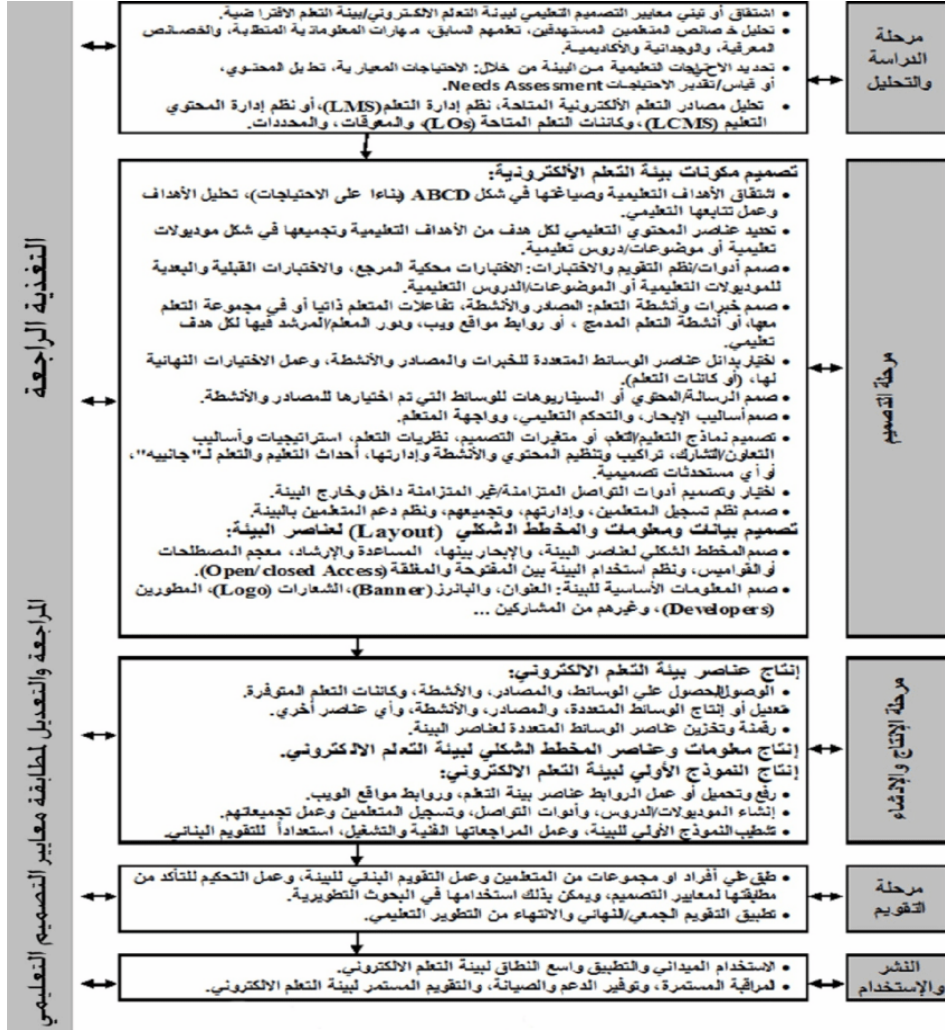 مرحلة
الدراسة
والتحليل
• اشتقاق أو تبني معايير التصميم التعليمي لبيئة التعلم الالكتروني/بيئة التعلم الافتراضية.
• تحليل خصائص المتعلمين المستهدفين، تعلمهم السابق، مهارات المعلوماتية المتطلبة، والخصائص
المعرفية، والوجدانية والأكاديمية.
• تحديد الاحتياجات التعليمية من البيئة من خلال: الاحتياجات المعيارية، تحليل المحتوي،
أو قياس/تقدير الاحتياجات Needs Assessment.
• تحليل مصادر التعلم الألكترونية المتاحة، نظم إدارة التعلم (LMS)، أو نظم إدارة المحتوي
التعليم (LCMS)، وكائنات التعلم المتاحة (LOs)، والمعوقات، والمحددات.
مرحلة التصميم
تصميم مكونات بيئة التعلم الألكترونية:
• اشتقاق الأهداف التعليمية وصياغتها في شكل ABCD (بناءا على الاحتياجات)، تحليل الأهداف
وعمل تتابعها التعليمي.
• تحديد عناصر المحتوي التعليمي لكل هدف من الأهداف التعليمية وتجميعها في شكل موديولات
تعليمية أو موضوعات/دروس تعليمية.
• صمم أدوات/نظم التقويم والاختبارات: الاختبارات محكية المرجع، والاختبارات القبلية والبعدية
للموديولات التعليمية أو الموضوعات/الدروس التعليمية.
• صمم خبرات وأنشطة التعلم: المصادر والأنشطة، تفاعلات المتعلم ذاتيا أو في مجموعة التعلم
معها، أو أنشطة التعلم المدمج ، أو روابط مواقع ويب، ودور المعلم/المرشد فيها لكل هدف
تعليمي.
• اختيار بدائل عناصر الوسائط المتعددة للخبرات والمصادر والأنشطة، وعمل الاختيارات النهائية
لها، (أو كائنات التعلم).
• صمم الرسالة/المحتوي أو السيناريوهات للوسائط التي تم اختيارها للمصادر والأنشطة.
• صمم أساليب الإبحار، والتحكم التعليمي، وواجهة المتعلم.
• تصميم نماذج التعليم/التعلم، أو متغيرات التصميم، نظريات التعلم، استراتيجيات وأساليب
التعاون/التشارك، تراكيب وتنظيم المحتوي والأنشطة وإدارتها، أحداث التعليم والتعلم لـ"جانييه"،
أو أي مستحدثات تصميمية.
• اختيار وتصميم أدوات التواصل المتزامنة/غير المتزامنة داخل وخارج البيئة.
• صمم نظم تسجيل المتعلمين، وإدارتهم، وتجميعهم، ونظم دعم المتعلمين بالبيئة.
تصميم بيانات ومعلومات والمخطط الشكلي (Layout) لعناصر البيئة:
• صمم المخطط الشكلي لعناصر البيئة، والإبحار بينها، المساعدة والإرشاد، معجم المصطلحات
أو القواميس، ونظم استخدام البيئة بين المفتوحة والمغلقة (Open/closed Access).
• صمم المعلومات الأساسية للبيئة: العنوان، والبانرز (Banner)، الشعارات (Logo)، المطورين
(Developers) ، وغيرهم من المشاركين ...
مرحلة الإنتاج والإنشاء
إنتاج عناصر بيئة التعلم الالكتروني:
• الوصول/الحصول علي الوسائط، والمصادر، والأنشطة، وكائنات التعلم المتوفرة.
• تعديل أو إنتاج الوسائط المتعددة، والمصادر، والأنشطة، وأي عناصر أخري.
• رقمنة وتخزين عناصر الوسائط المتعددة لعناصر البيئة.
إنتاج معلومات وعناصر المخطط الشكلي لبيئة التعلم الالكتروني.
إنتاج النموذج الأولي لبيئة التعلم الالكتروني:
• رفع وتحميل أو عمل الروابط عناصر بيئة التعلم، وروابط مواقع الويب.
• إنشاء الموديولات/الدروس، وأدوات التواصل، وتسجيل المتعلمين وعمل تجميعاتهم.
• تشطيب النموذج الأولي للبيئة، وعمل المراجعاتها الفنية والتشغيل، استعداداً للتقويم البنائي.
مرحلة
التقويم
• طبق علي أفراد او مجموعات من المتعلمين وعمل التقويم البنائي للبيئة، وعمل التحكيم للتأكد من
مطابقتها لمعايير التصميم، ويمكن بذلك استخدامها في البحوث التطويرية.
• تطبيق التقويم الجمعي/النهائي والانتهاء من التطوير التعليمي.
النشر
والإستخدام
• الاستخدام الميداني والتطبيق واسع النطاق لبيئة التعلم الالكتروني.
• المراقبة المستمرة، وتوفير الدعم والصيانة، والتقويم المستمر لبيئة التعلم الالكتروني.
التغذية الراجعة
المراجعة والتعديل لمطابقة معايير التصميم التعليمي